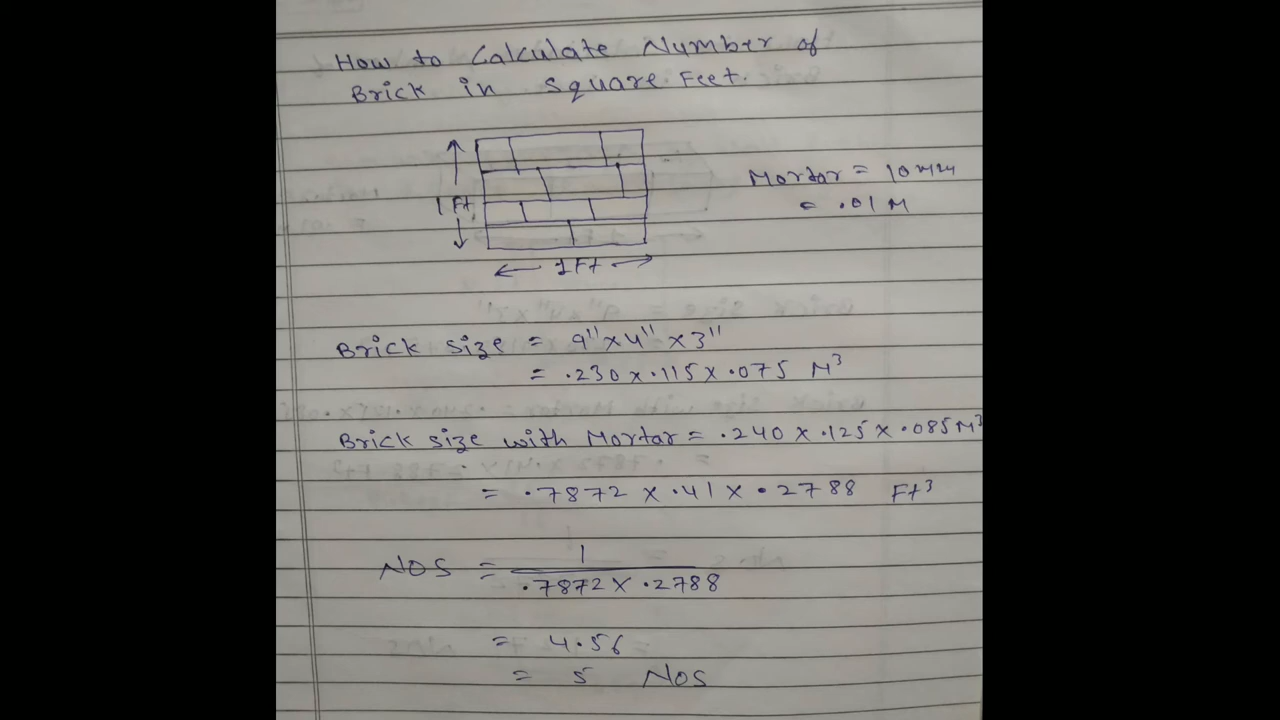 How to Calculate Number of
Brick in Square Feet.
Mortar = 10 mm
= .01 M
1 Ft
1 Ft
Brick size = 9" x 4" x 3"
= .230 x .115 x .075 M³
Brick size with Mortar = .240 x .125 x .085 M³
= .7872 x .41 x .2788 Ft³
NOS = 1
.7872 x .2788
= 4.56
= 5 NOS